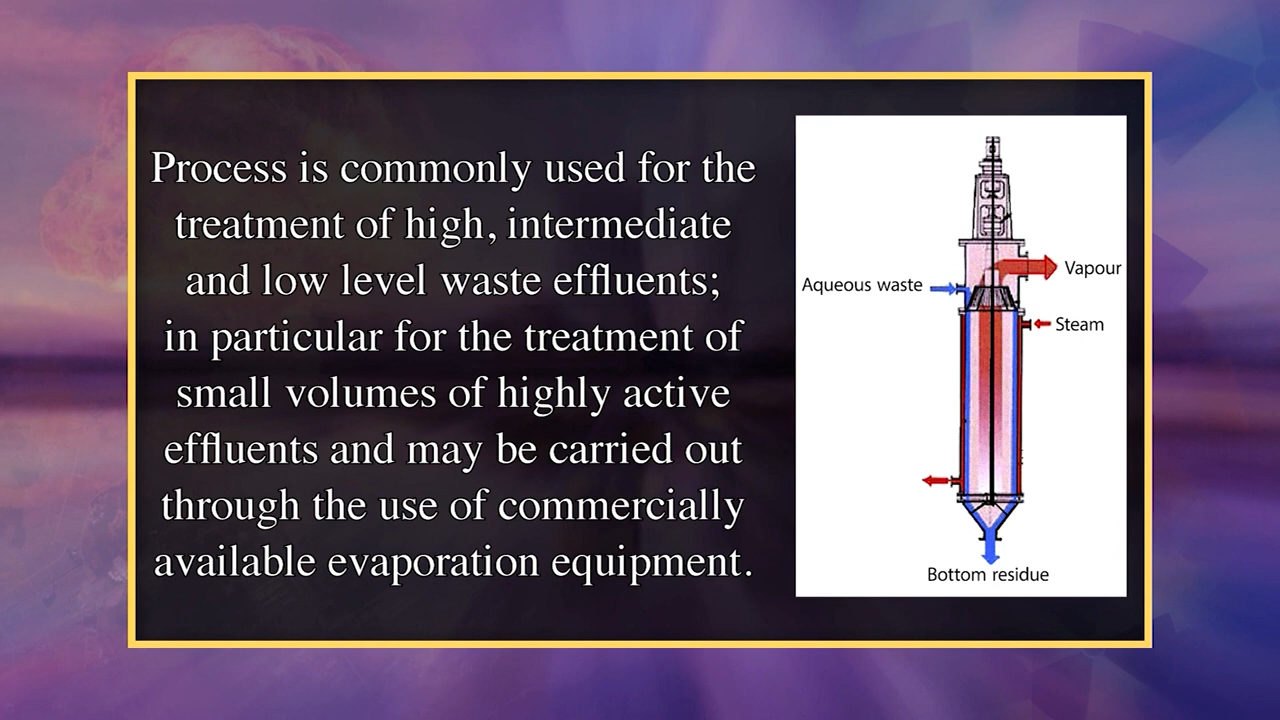 Process is commonly used for the
treatment of high, intermediate
and low level waste effluents;
in particular for the treatment of
small volumes of highly active
effluents and may be carried out
through the use of commercially
available evaporation equipment.
Vapour
Aqueous waste
Steam
Bottom residue